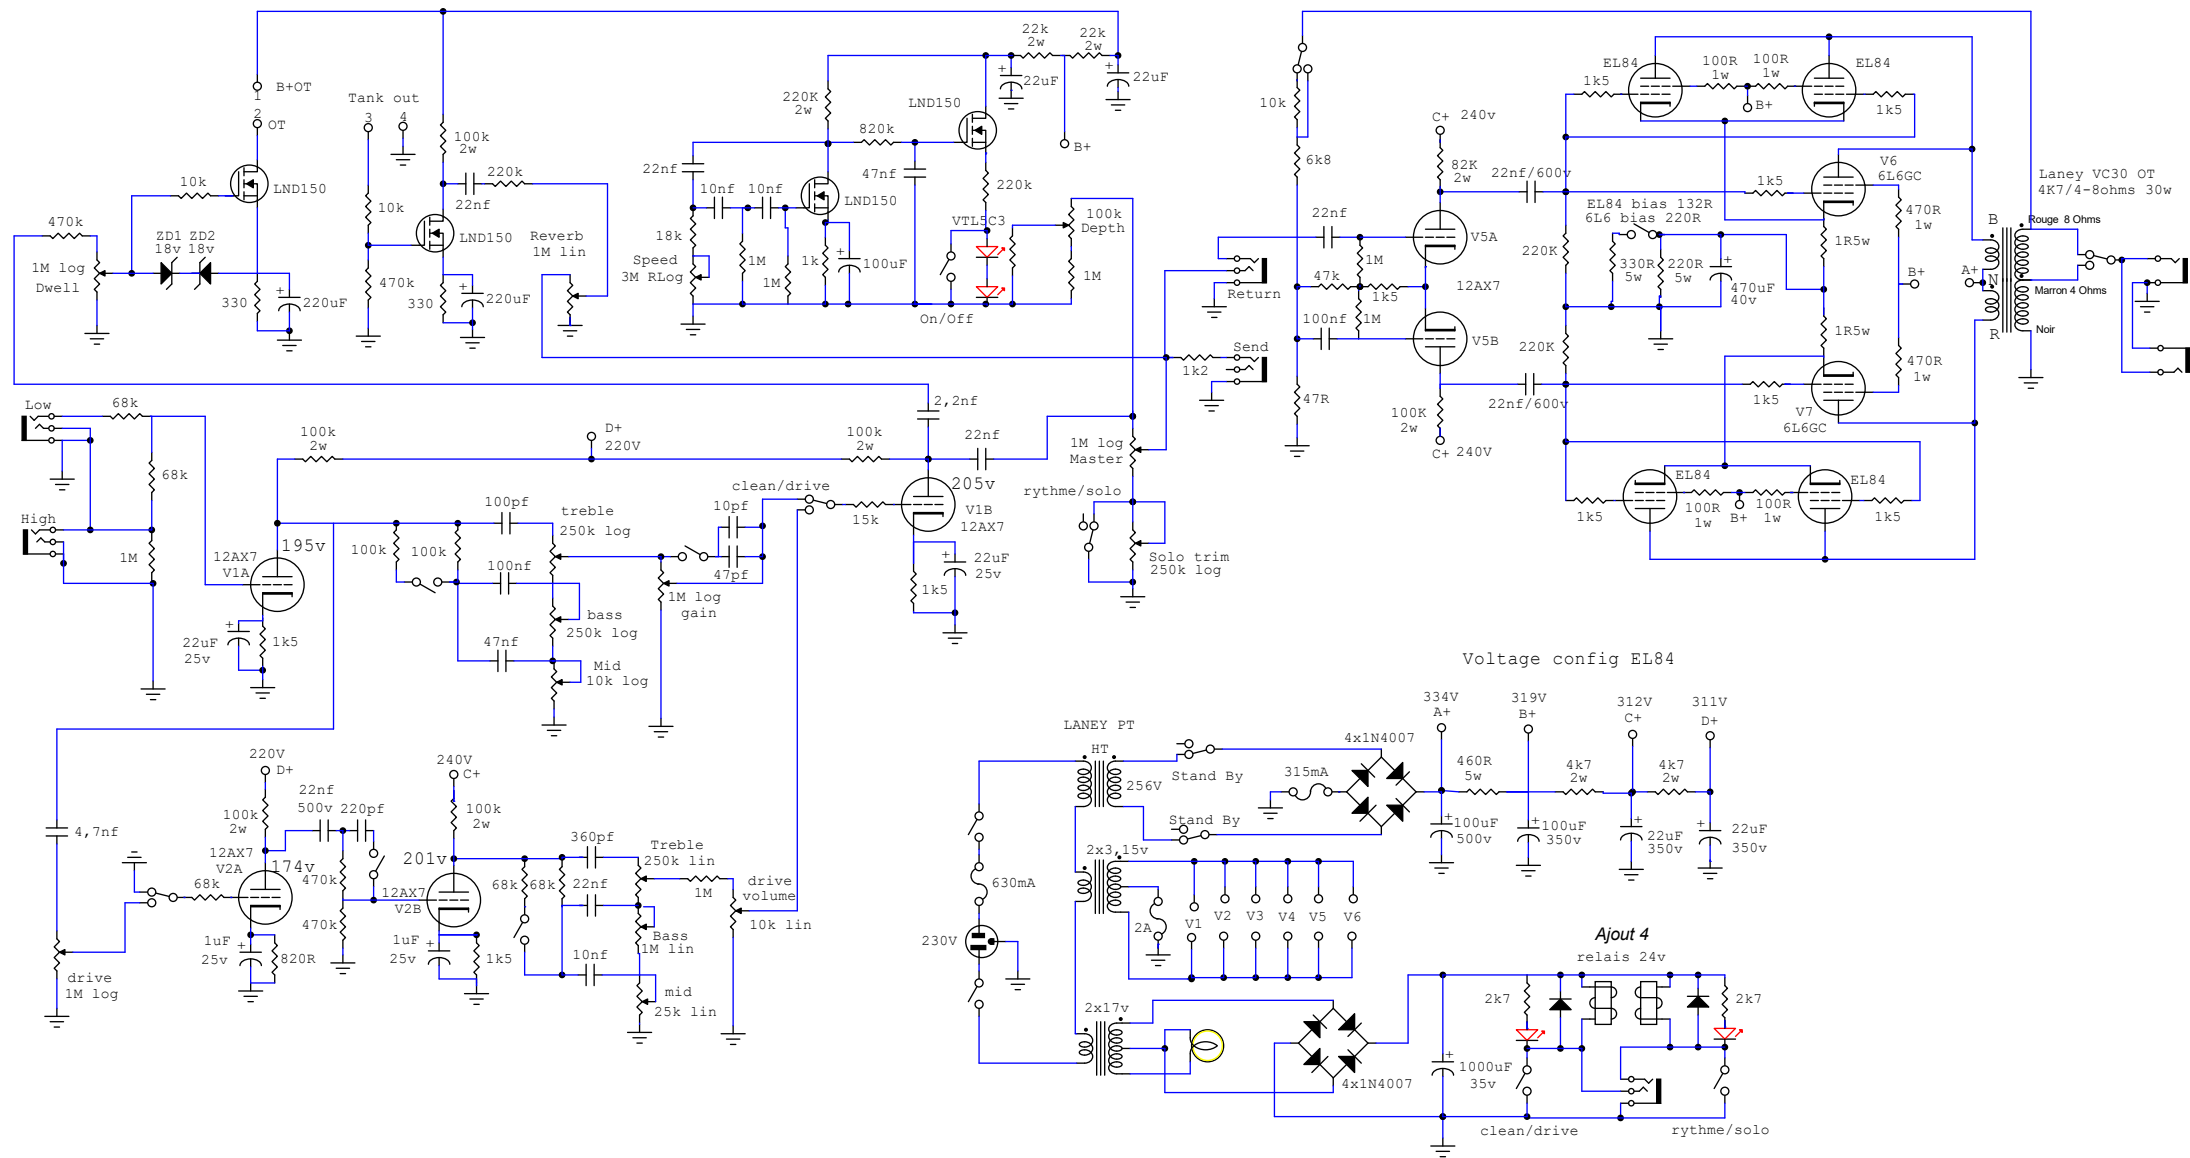 B+OT
1
2
OT
LND150
10k
470k
1M log
Dwell
ZD1
18v
ZD2
18v
330
220uF
Tank out
3
4
10k
470k
100k
2w
22nf
220k
LND150
330
220uF
Reverb
1M lin
22nf
10nf
10nf
18k
Speed
3M RLog
1M
1M
1k
100uF
220K
2w
820k
47nf
LND150
LND150
220k
VTL5C3
On/Off
22uF
22k
2w
22k
2w
22uF
B+
100k
Depth
1M
Return
Send
1k2
10k
6k8
22nf
47k
1M
1k5
1M
100nf
47R
C+
240v
82K
2w
V5A
12AX7
V5B
100K
2w
C+
240V
22nf/600v
22nf/600v
220K
220K
EL84
1k5
100R
1w
100R
1w
B+
EL84
1k5
V6
6L6GC
1k5
EL84 bias 132R
6L6 bias 220R
330R
5w
220R
5w
470uF
40v
1R5w
1R5w
470R
1w
470R
1w
B+
1k5
V7
6L6GC
EL84
1k5
100R
1w
100R
1w
B+
EL84
1k5
Laney VC30 OT
4K7/4-8ohms 30w
B
A+
N
R
Rouge 8 Ohms
Marron 4 Ohms
Noir
Low
68k
68k
High
1M
12AX7
V1A
195v
22uF
25v
1k5
100k
2w
D+
220V
100k
2w
2,2nf
22nf
205v
V1B
12AX7
15k
1k5
22uF
25v
clean/drive
100k
100k
100pf
100nf
47nf
treble
250k log
bass
250k log
Mid
10k log
10pf
47pf
1M log
gain
1M log
Master
rythme/solo
Solo trim
250k log
4,7nf
drive
1M log
68k
220V
D+
100k
2w
12AX7
V2A
174v
1uF
25v
820R
22nf
500v
220pf
470k
470k
240V
C+
100k
2w
201v
12AX7
V2B
1uF
25v
1k5
68k
68k
360pf
22nf
10nf
Treble
250k lin
Bass
1M lin
mid
25k lin
1M
drive
volume
10k lin
Voltage config EL84
LANEY PT
HT
256V
Stand By
Stand By
4x1N4007
315mA
334V
A+
460R
5w
319V
B+
4k7
2w
312V
C+
4k7
2w
311V
D+
100uF
500v
100uF
350v
22uF
350v
22uF
350v
2x3,15v
2A
V1
V2
V3
V4
V5
V6
630mA
230V
2x17v
4x1N4007
1000uF
35v
Ajout 4
relais 24v
2k7
2k7
clean/drive
rythme/solo